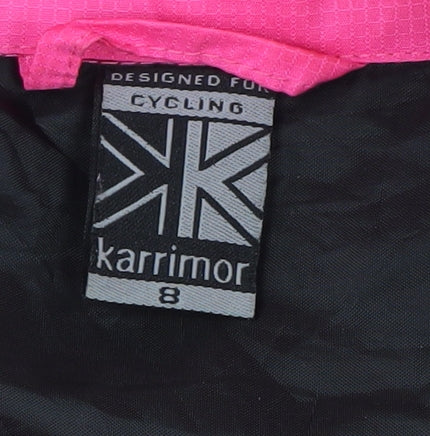 DESIGNED FOR
CYCLING
karrimor
8